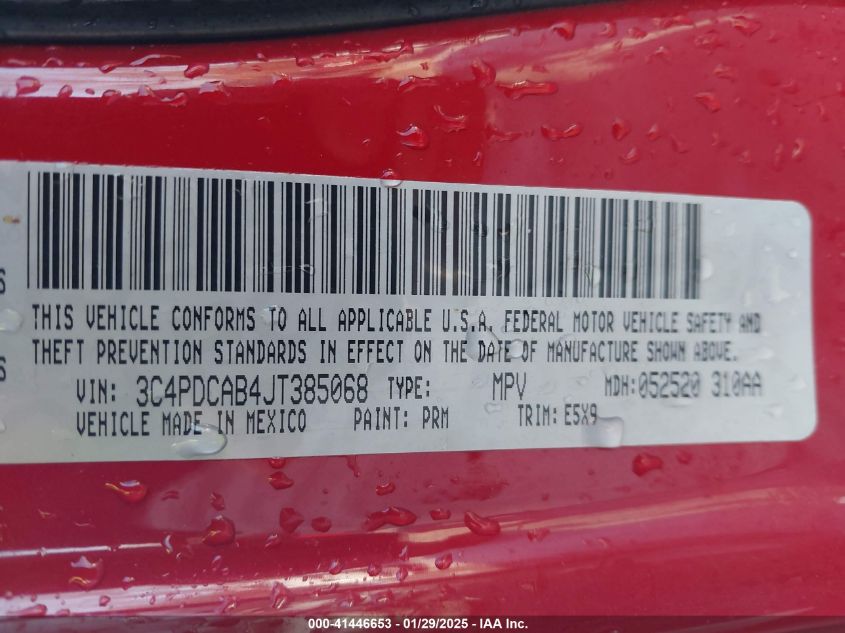 S
THIS VEHICLE CONFORMS TO ALL APPLICABLE U.S.A. FEDERAL MOTOR VEHICLE SAFETY AND
S
THEFT PREVENTION STANDARDS IN EFFECT ON THE DATE OF MANUFACTURE SHOWN ABOVE.
VIN: 3C4PDCAB4JT385068 TYPE: MPV MDH:052520 310AA
VEHICLE MADE IN MEXICO PAINT: PRM TRIM: E5X9
000-41446653 - 01/29/2025 - IAA Inc.